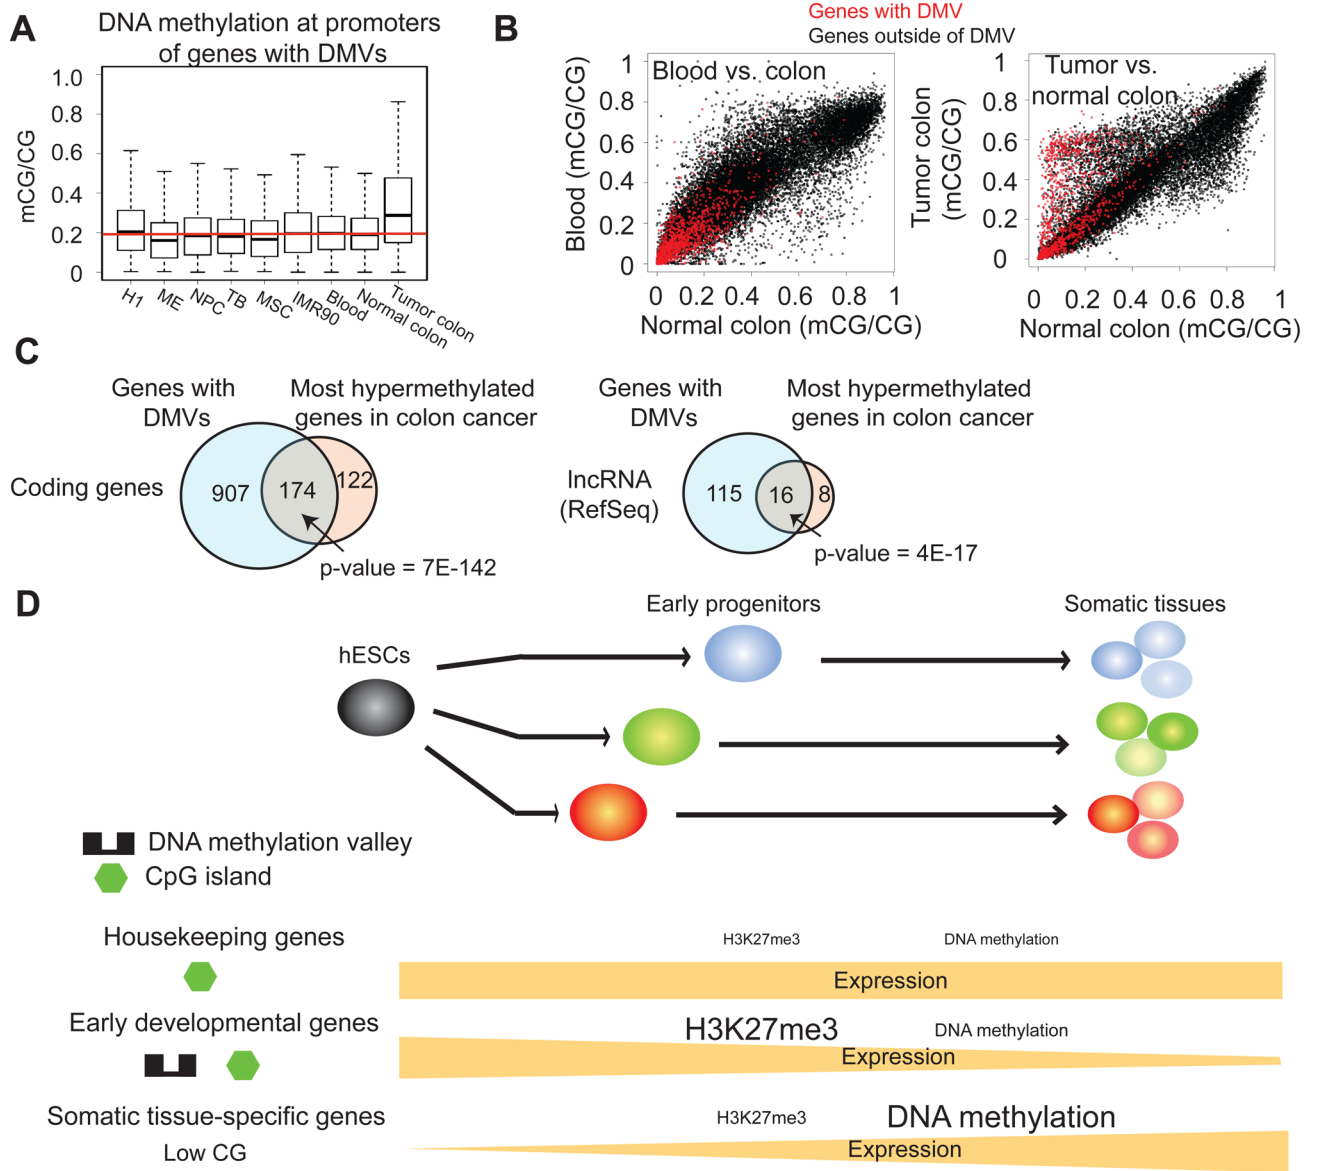 A
DNA methylation at promoters
of genes with DMVs
mCG/CG
1.0
0.8
0.6
0.4
0.2
0
H1
ME
NPC
TB
MSC
IMR90
Blood
Normal colon
Tumor colon
B
Genes with DMV
Genes outside of DMV
Blood vs. colon
Blood (mCG/CG)
1
0.8
0.6
0.4
0.2
0
0 0.2 0.4 0.6 0.8 1
Normal colon (mCG/CG)
Tumor vs.
normal colon
Tumor colon
(mCG/CG)
1
0.8
0.6
0.4
0.2
0
0 0.2 0.4 0.6 0.8 1
Normal colon (mCG/CG)
C
Genes with
DMVs
Most hypermethylated
genes in colon cancer
Coding genes
907
174
122
p-value = 7E-142
Genes with
DMVs
Most hypermethylated
genes in colon cancer
lncRNA
(RefSeq)
115
16
8
p-value = 4E-17
D
Early progenitors
Somatic tissues
hESCs
DNA methylation valley
CpG island
Housekeeping genes
H3K27me3
DNA methylation
Expression
Early developmental genes
H3K27me3
DNA methylation
Expression
Somatic tissue-specific genes
Low CG
H3K27me3
DNA methylation
Expression